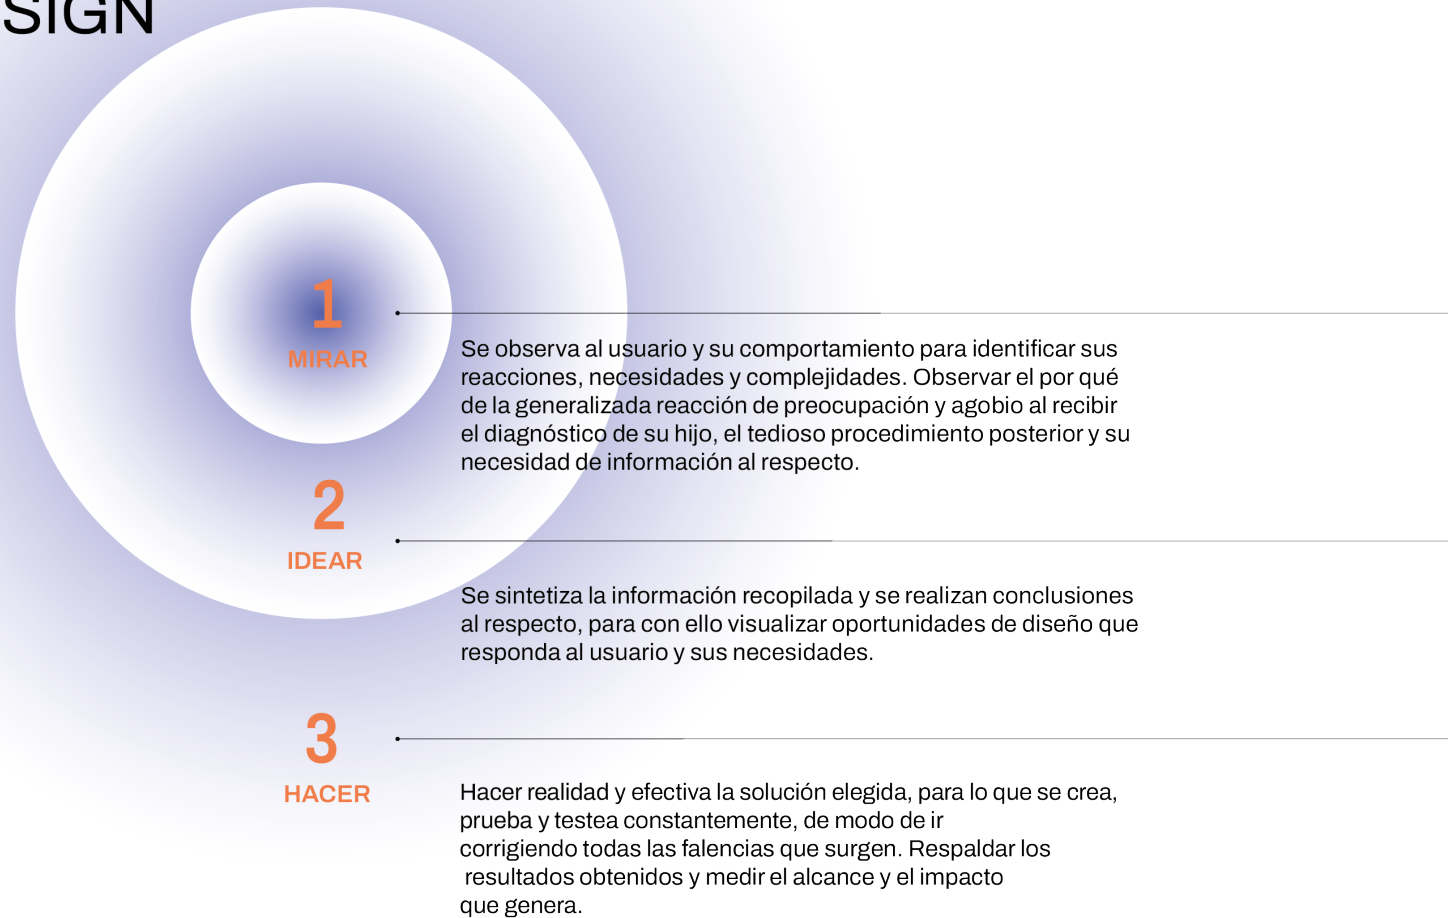 SIGN
1
MIRAR
Se observa al usuario y su comportamiento para identificar sus
reacciones, necesidades y complejidades. Observar el por qué
de la generalizada reacción de preocupación y agobio al recibir
el diagnóstico de su hijo, el tedioso procedimiento posterior y su
necesidad de información al respecto.
2
IDEAR
Se sintetiza la información recopilada y se realizan conclusiones
al respecto, para con ello visualizar oportunidades de diseño que
responda al usuario y sus necesidades.
3
HACER
Hacer realidad y efectiva la solución elegida, para lo que se crea,
prueba y testea constantemente, de modo de ir
corrigiendo todas las falencias que surgen. Respaldar los
resultados obtenidos y medir el alcance y el impacto
que genera.